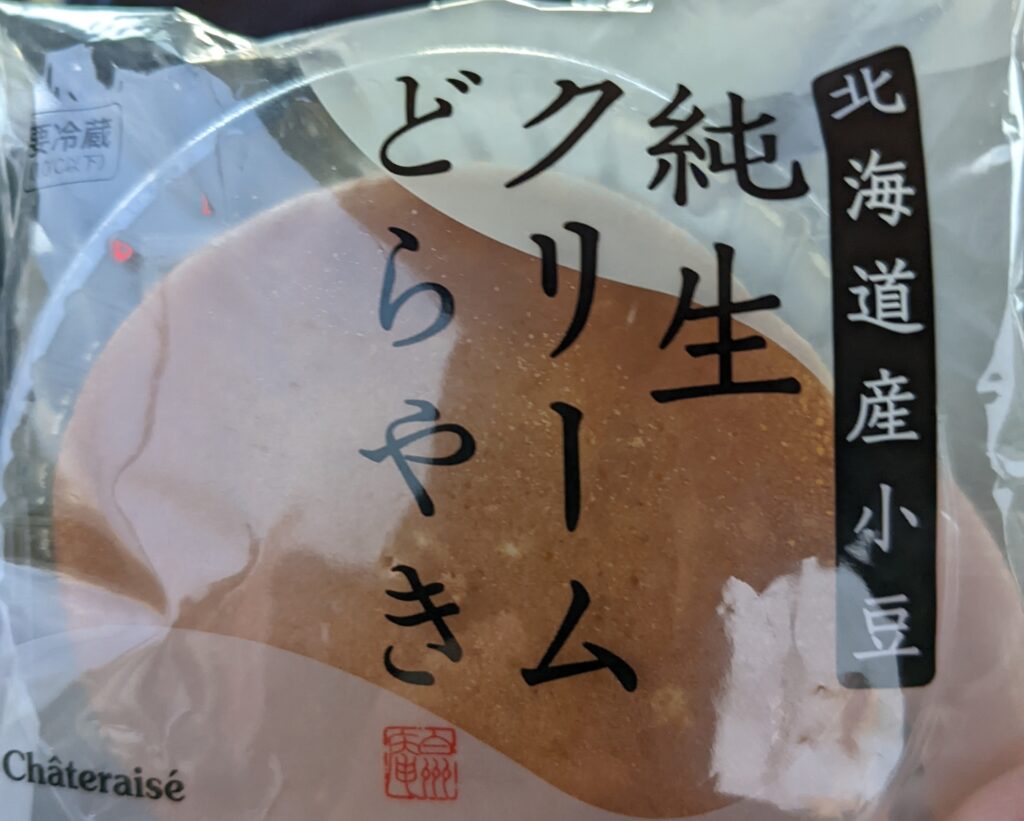 北海道産小豆
純生
クリーム
どらやき
要冷蔵
Châteraisé